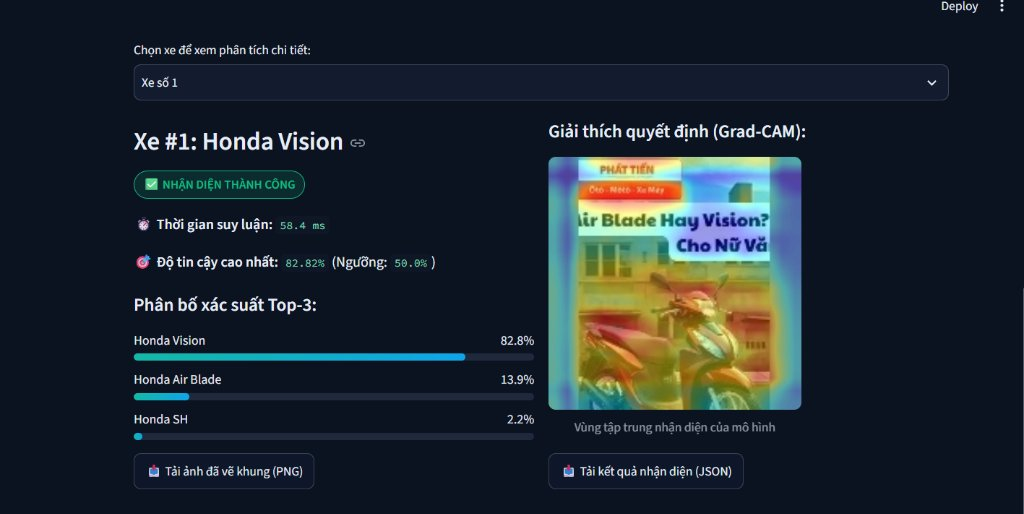 Deploy
Chọn xe để xem phân tích chi tiết:
Xe số 1
Xe #1: Honda Vision
NHẬN DIỆN THÀNH CÔNG
Thời gian suy luận: 58.4 ms
Độ tin cậy cao nhất: 82.82% (Ngưỡng: 50.0% )
Phân bố xác suất Top-3:
Honda Vision 82.8%
Honda Air Blade 13.9%
Honda SH 2.2%
Tải ảnh đã vẽ khung (PNG)
Giải thích quyết định (Grad-CAM):
PHÁT TIẾN
Ôtô - Môtô - Xe Máy
Air Blade Hay Vision?
Cho Nữ Vă
Vùng tập trung nhận diện của mô hình
Tải kết quả nhận diện (JSON)